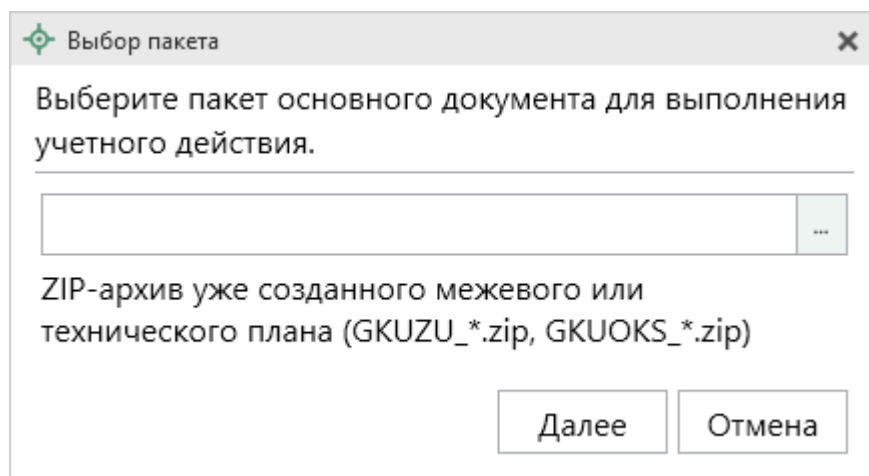 Выбор пакета
Выберите пакет основного документа для выполнения
учетного действия.
...
ZIP-архив уже созданного межевого или
технического плана (GKUZU_*.zip, GKUOKS_*.zip)
Далее
Отмена